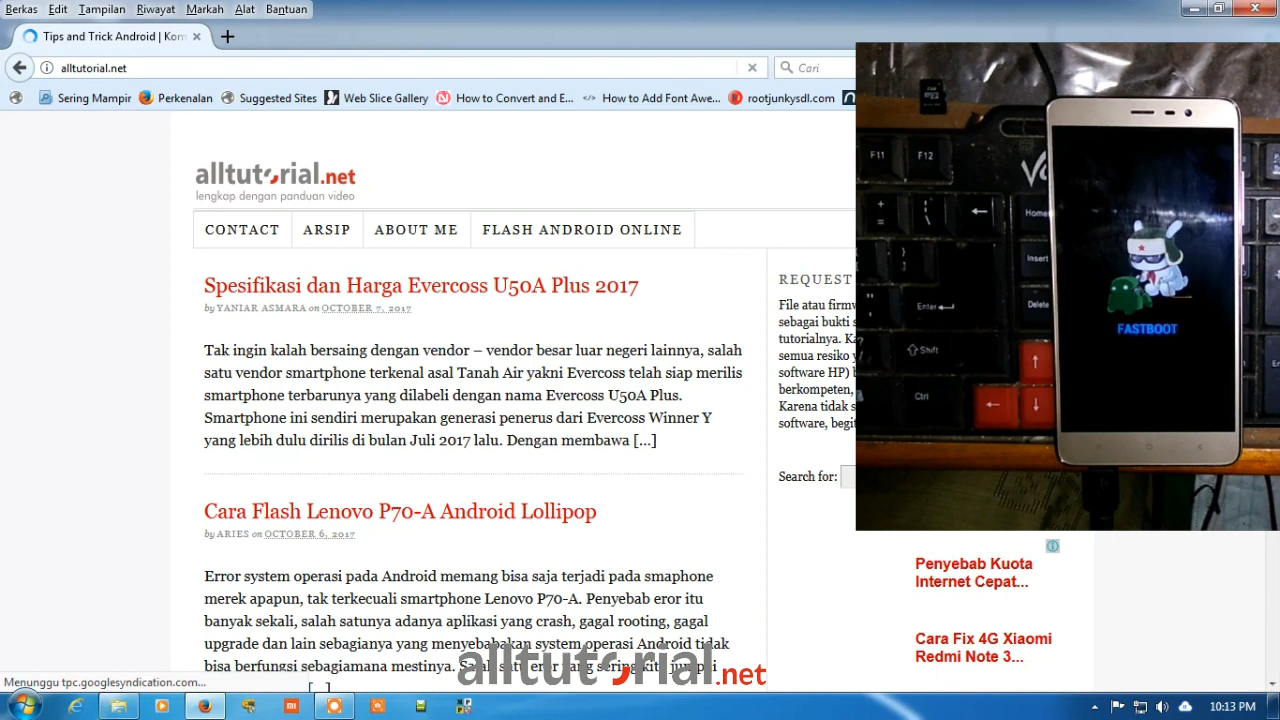 Berkas Edit Tampilan Riwayat Markah Alat Bantuan
Tips and Trick Android | Kom
alltutorial.net
Cari
Sering Mampir Perkenalan Suggested Sites Web Slice Gallery How to Convert and E... How to Add Font Awe... rootjunkysdl.com
alltutorial.net
lengkap dengan panduan video
CONTACT ARSIP ABOUT ME FLASH ANDROID ONLINE
Spesifikasi dan Harga Evercoss U50A Plus 2017
by YANIAR ASMARA on OCTOBER 7, 2017
Tak ingin kalah bersaing dengan vendor – vendor besar luar negeri lainnya, salah
satu vendor smartphone terkenal asal Tanah Air yakni Evercoss telah siap merilis
smartphone terbarunya yang dilabeli dengan nama Evercoss U50A Plus.
Smartphone ini sendiri merupakan generasi penerus dari Evercoss Winner Y
yang lebih dulu dirilis di bulan Juli 2017 lalu. Dengan membawa [...]
Cara Flash Lenovo P70-A Android Lollipop
by ARIES on OCTOBER 6, 2017
Error system operasi pada Android memang bisa saja terjadi pada smaphone
merek apapun, tak terkecuali smartphone Lenovo P70-A. Penyebab eror itu
banyak sekali, salah satunya adanya aplikasi yang crash, gagal rooting, gagal
upgrade dan lain sebagianya yang menyebabakan system operasi Android tidak
bisa berfungsi sebagiamana mestinya. Salah satu eror yang sering kita jumpai
[...]
REQUEST
File atau firmw
sebagai bukti s
tutorialnya. Ka
semua resiko y
software HP)
berkompeten,
Karena tidak s
software, begit
Search for:
F11 F12
+
=
Home
Insert
Delete
Enter
Shift
Ctrl
FASTBOOT
Penyebab Kuota
Internet Cepat...
Cara Fix 4G Xiaomi
Redmi Note 3...
alltutorial.net
Menunggu tpc.googlesyndication.com...
10:13 PM